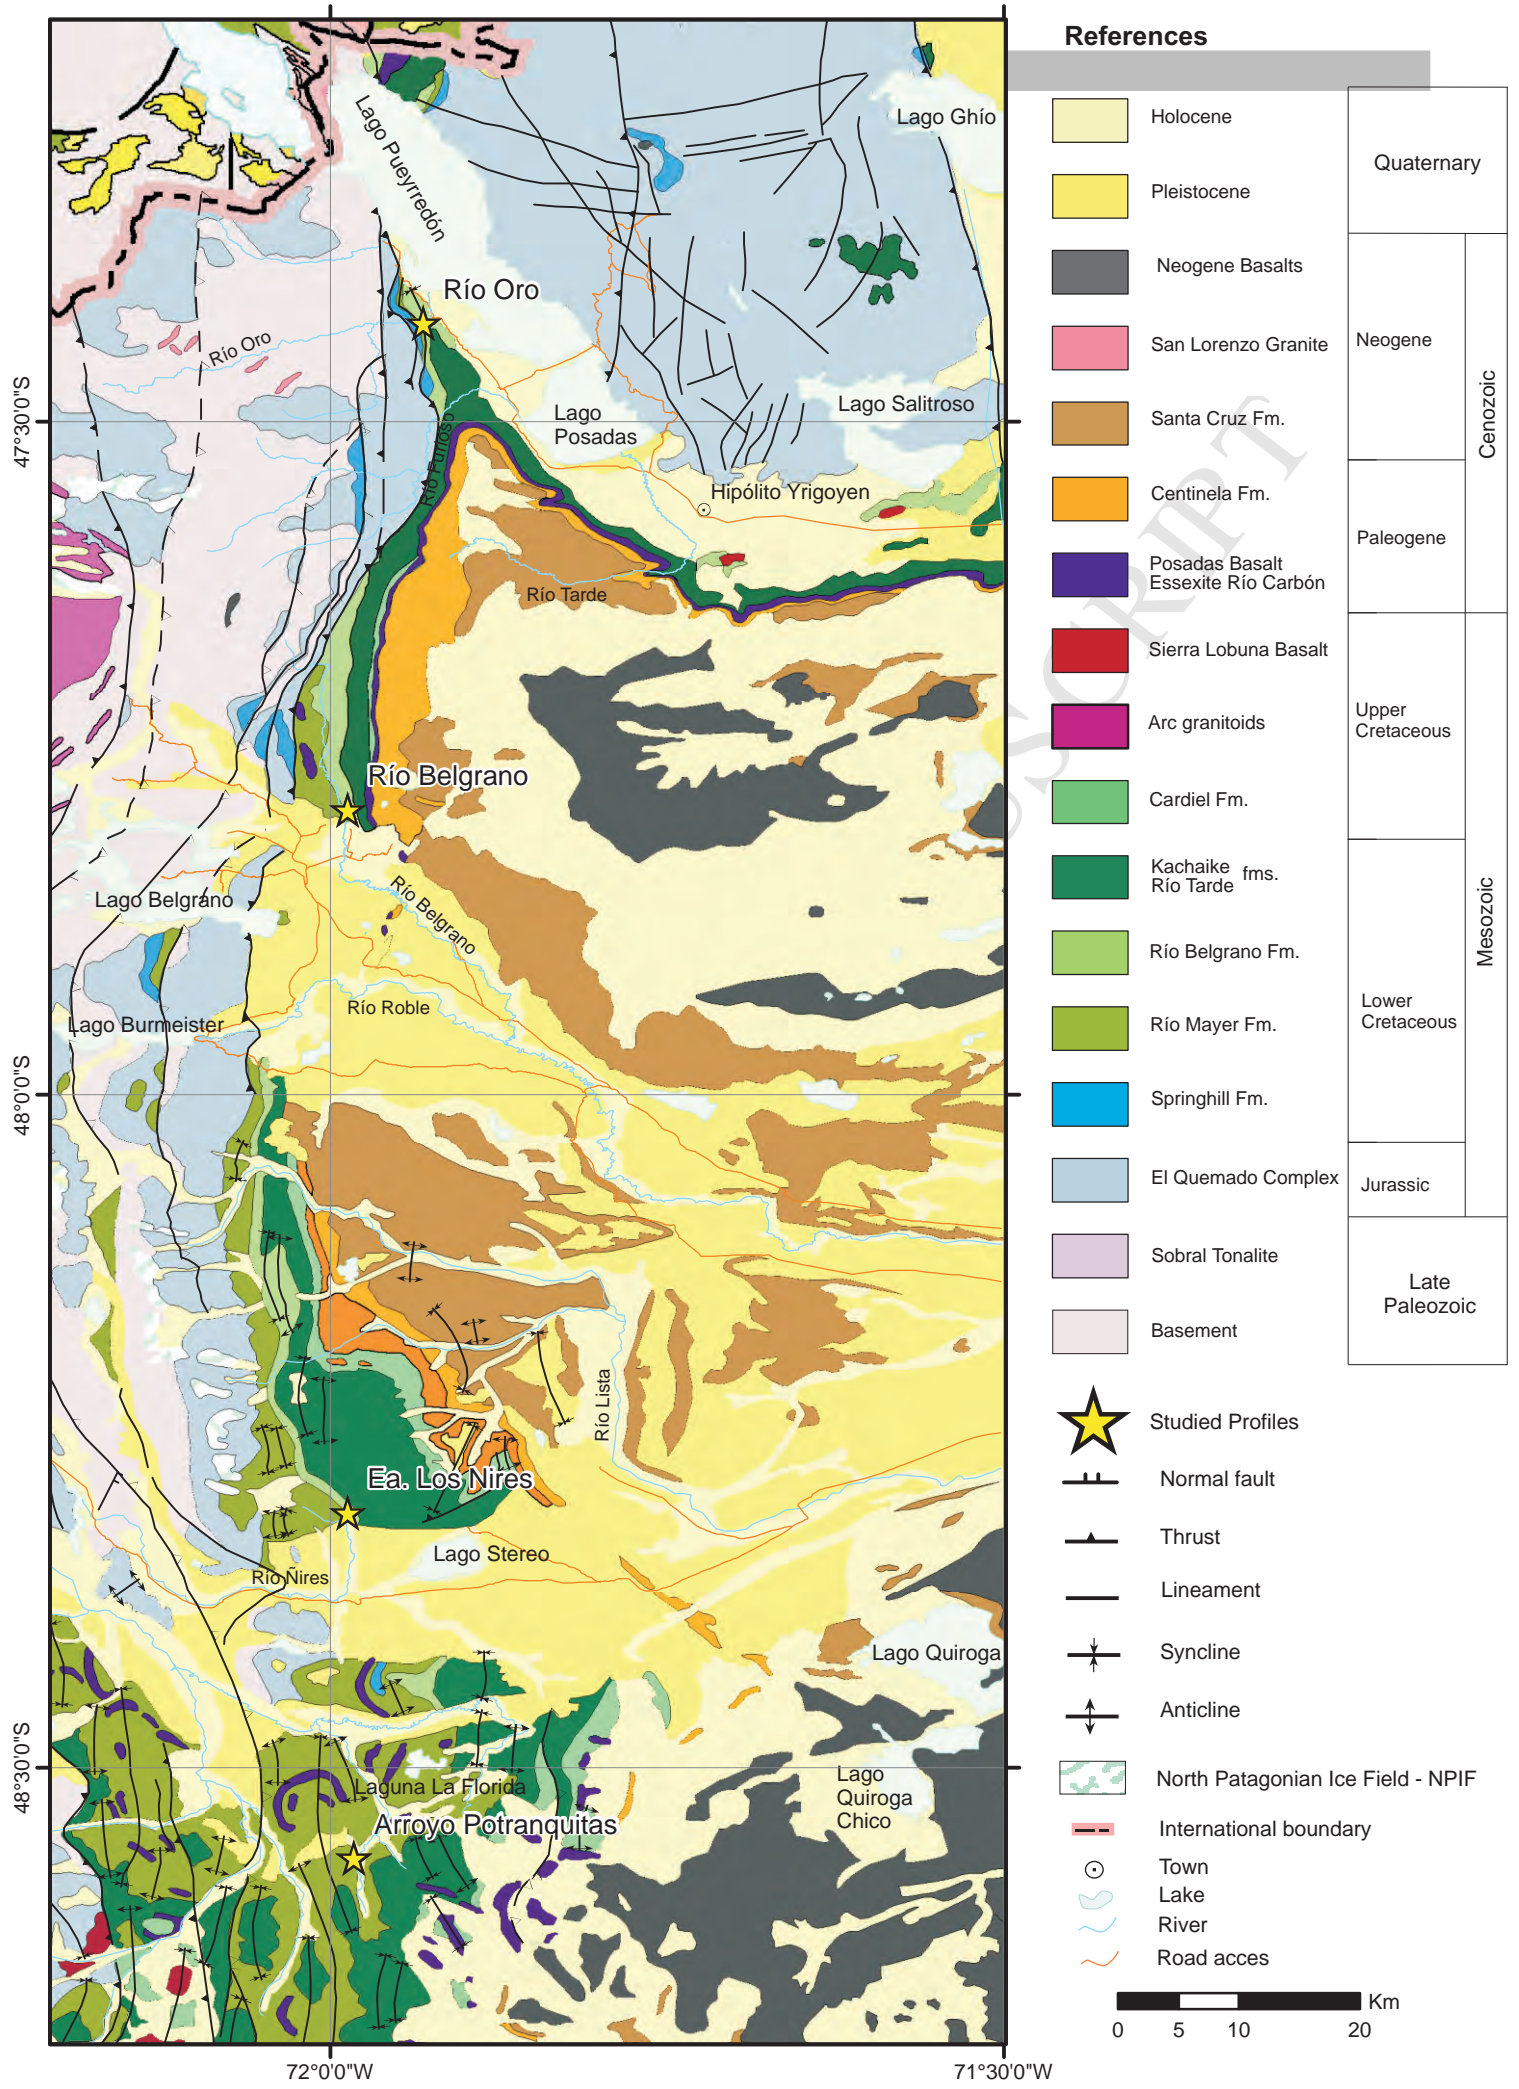 References
Holocene
Pleistocene
Neogene Basalts
San Lorenzo Granite
Santa Cruz Fm.
Centinela Fm.
Posadas Basalt
Essexite Río Carbón
Sierra Lobuna Basalt
Arc granitoids
Cardiel Fm.
Kachaike
Río Tarde fms.
Río Belgrano Fm.
Río Mayer Fm.
Springhill Fm.
El Quemado Complex
Sobral Tonalite
Basement
Quaternary
Neogene
Paleogene
Cenozoic
Upper
Cretaceous
Lower
Cretaceous
Jurassic
Mesozoic
Late
Paleozoic
Studied Profiles
Normal fault
Thrust
Lineament
Syncline
Anticline
North Patagonian Ice Field - NPIF
International boundary
Town
Lake
River
Road acces
Km
0 5 10 20
Lago Pueyrredón
Lago Ghío
Río Oro
Río Oro
Lago
Posadas
Lago Salitroso
Río Furioso
Hipólito Yrigoyen
Río Tarde
Río Belgrano
Lago Belgrano
Río Belgrano
Río Roble
Lago Burmeister
Río Lista
Ea. Los Nires
Lago Stereo
Río Ñires
Lago Quiroga
Lago
Quiroga
Chico
Laguna La Florida
Arroyo Potranquitas
47°30'0"S
48°0'0"S
48°30'0"S
72°0'0"W
71°30'0"W
SCRIPT